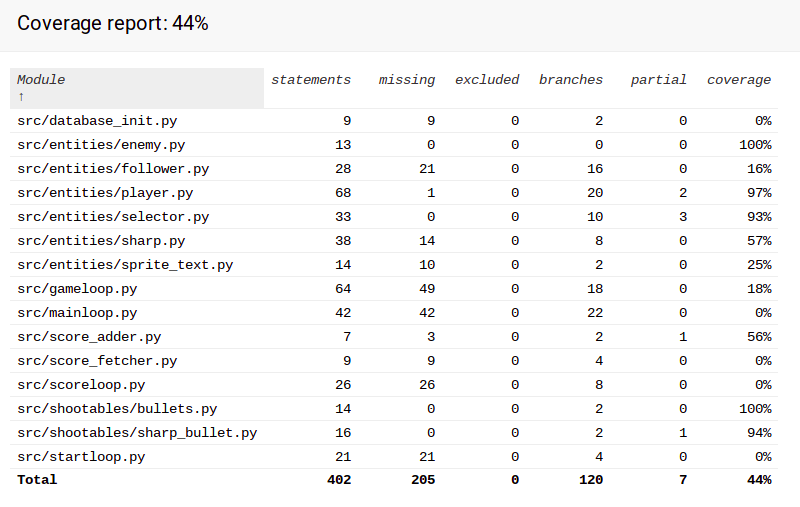 Coverage report: 44%
Module statements missing excluded branches partial coverage
↑
src/database_init.py 9 9 0 2 0 0%
src/entities/enemy.py 13 0 0 0 0 100%
src/entities/follower.py 28 21 0 16 0 16%
src/entities/player.py 68 1 0 20 2 97%
src/entities/selector.py 33 0 0 10 3 93%
src/entities/sharp.py 38 14 0 8 0 57%
src/entities/sprite_text.py 14 10 0 2 0 25%
src/gameloop.py 64 49 0 18 0 18%
src/mainloop.py 42 42 0 22 0 0%
src/score_adder.py 7 3 0 2 1 56%
src/score_fetcher.py 9 9 0 4 0 0%
src/scoreloop.py 26 26 0 8 0 0%
src/shootables/bullets.py 14 0 0 2 0 100%
src/shootables/sharp_bullet.py 16 0 0 2 1 94%
src/startloop.py 21 21 0 4 0 0%
Total 402 205 0 120 7 44%